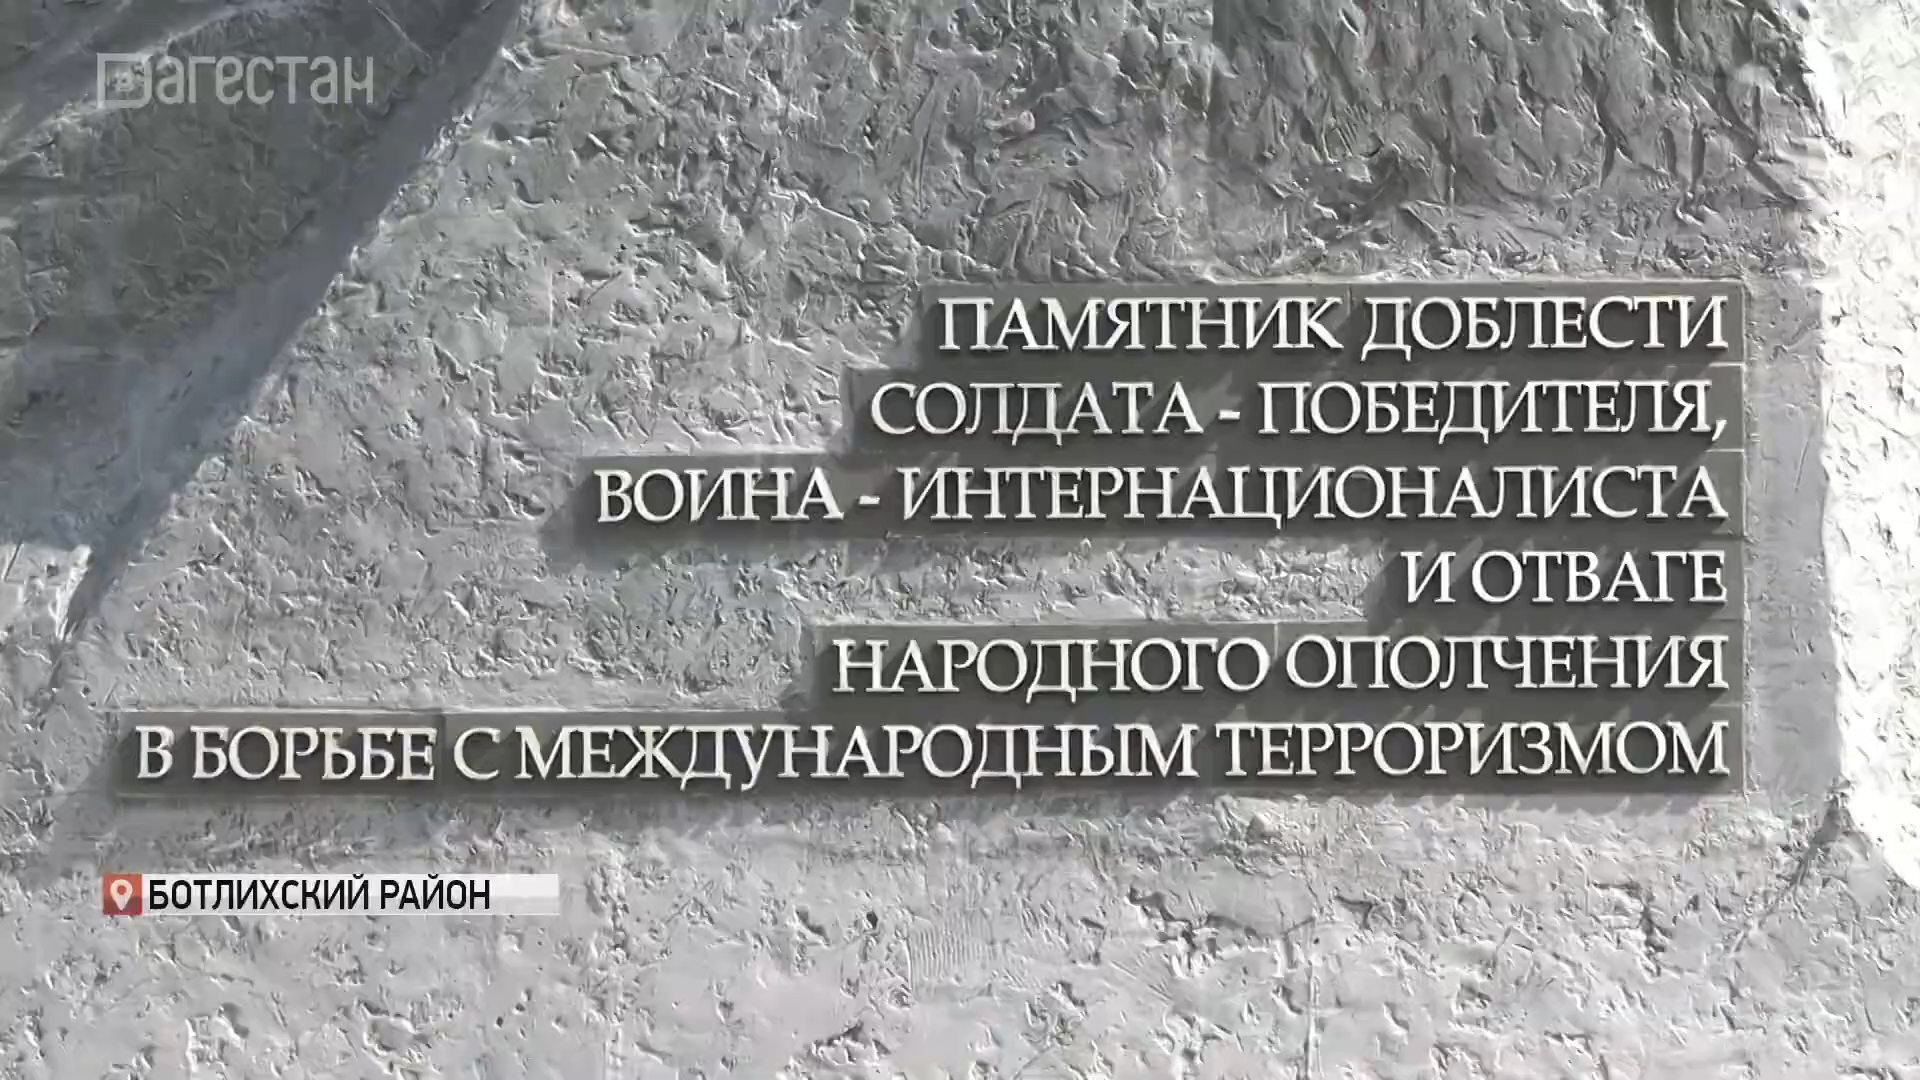 Дагестан
ПАМЯТНИК ДОБЛЕСТИ
СОЛДАТА - ПОБЕДИТЕЛЯ,
ВОИНА - ИНТЕРНАЦИОНАЛИСТА
И ОТВАГЕ
НАРОДНОГО ОПОЛЧЕНИЯ
В БОРЬБЕ С МЕЖДУНАРОДНЫМ ТЕРРОРИЗМОМ
БОТЛИХСКИЙ РАЙОН